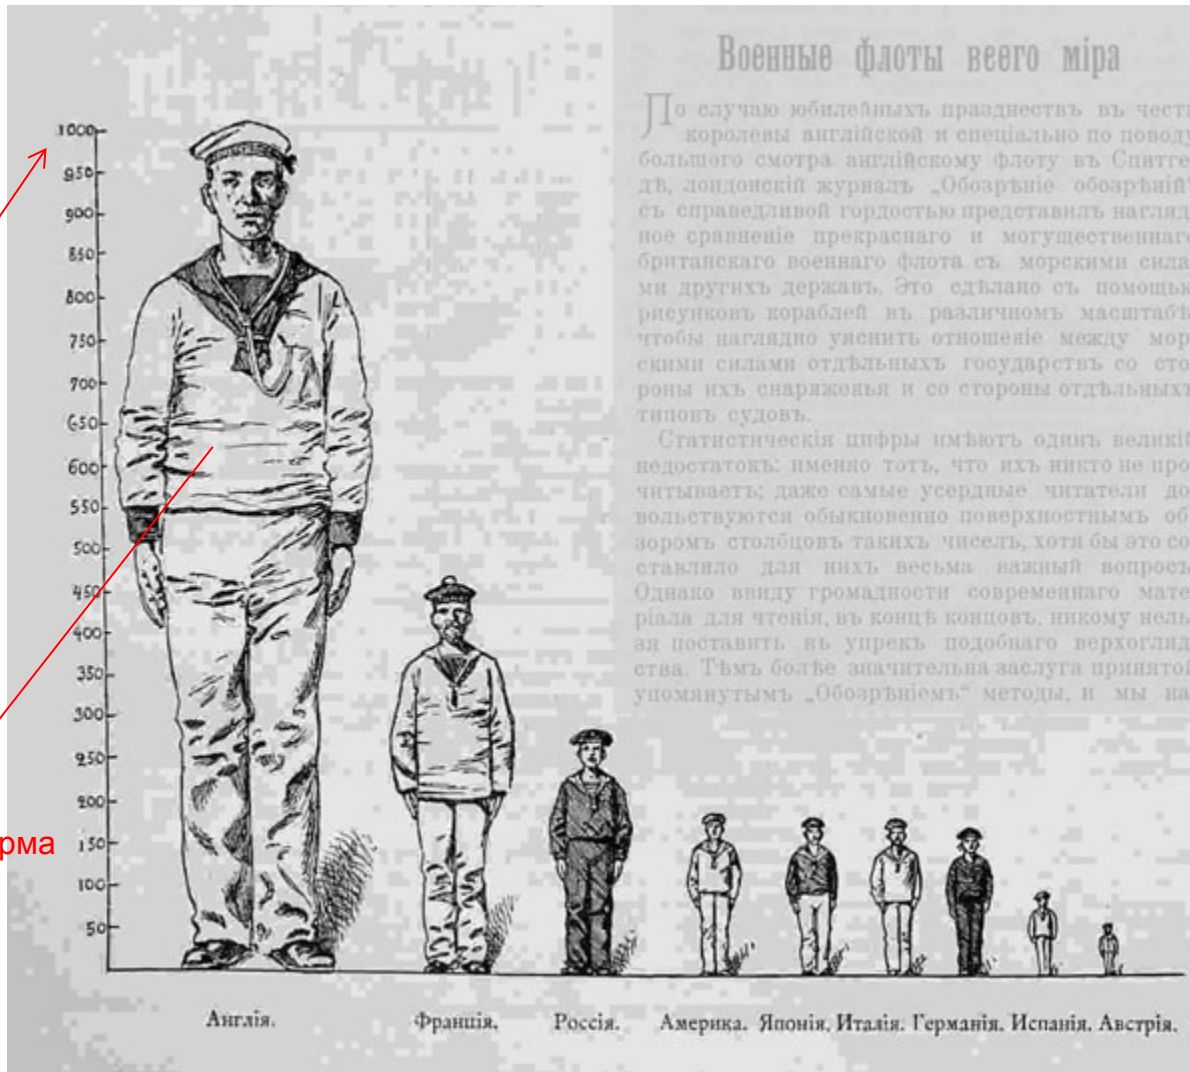 Военные флоты всего міра
По случаю юбилейныхъ празднествъ въ честь
королевы англійской и спеціально по поводу
большого смотра англійскому флоту въ Спитге-
дѣ, лондонскій журналъ „Обозрѣніе обозрѣній“
съ справедливой гордостью представилъ нагляд-
ное сравненіе прекраснаго и могущественнаго
британскаго военнаго флота съ морскими сила-
ми другихъ державъ. Это сдѣлано съ помощью
рисунковъ кораблей въ различномъ масштабѣ
чтобы наглядно уяснить отношеніе между мор-
скими силами отдѣльныхъ государствъ со сто-
роны ихъ снаряженья и со стороны отдѣльныхъ
типовъ судовъ.
Статистическія цифры имѣютъ одинъ великій
недостатокъ: именно тотъ, что ихъ никто не про-
читываетъ; даже самые усердные читатели до-
вольствуются обыкновенно поверхностнымъ об-
зоромъ столбцовъ такихъ чиселъ, хотя бы это со-
ставляло для нихъ весьма важный вопросъ.
Однако ввиду громадности современнаго мате-
ріала для чтенія, въ концѣ концовъ, никому нель-
зя поставить въ упрекъ подобнаго верхогляд-
ства. Тѣмъ болѣе значительна заслуга принятой
упомянутымъ „Обозрѣніемъ“ методы, и мы на-
1000
950
900
850
800
750
700
650
600
550
500
450
400
350
300
250
200
150
100
50
рма
Англія. Франція. Россія. Америка. Японія. Италія. Германія. Испанія. Австрія.